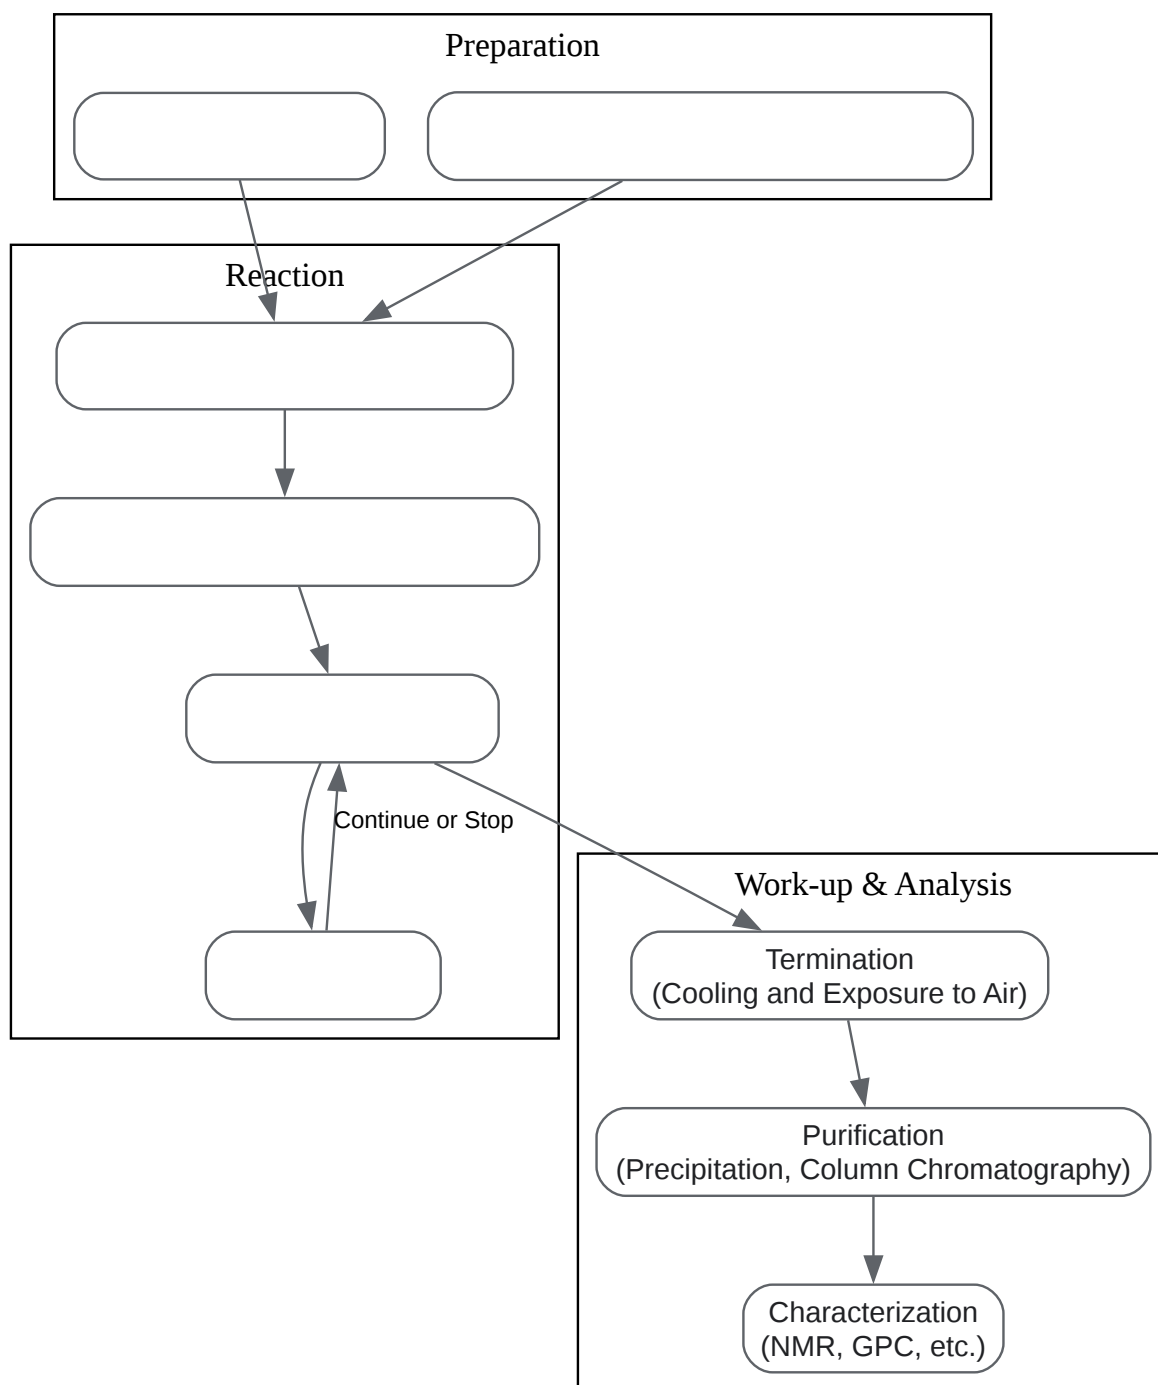 Preparation
Reaction
Continue or Stop
Work-up & Analysis
Termination
(Cooling and Exposure to Air)
Purification
(Precipitation, Column Chromatography)
Characterization
(NMR, GPC, etc.)